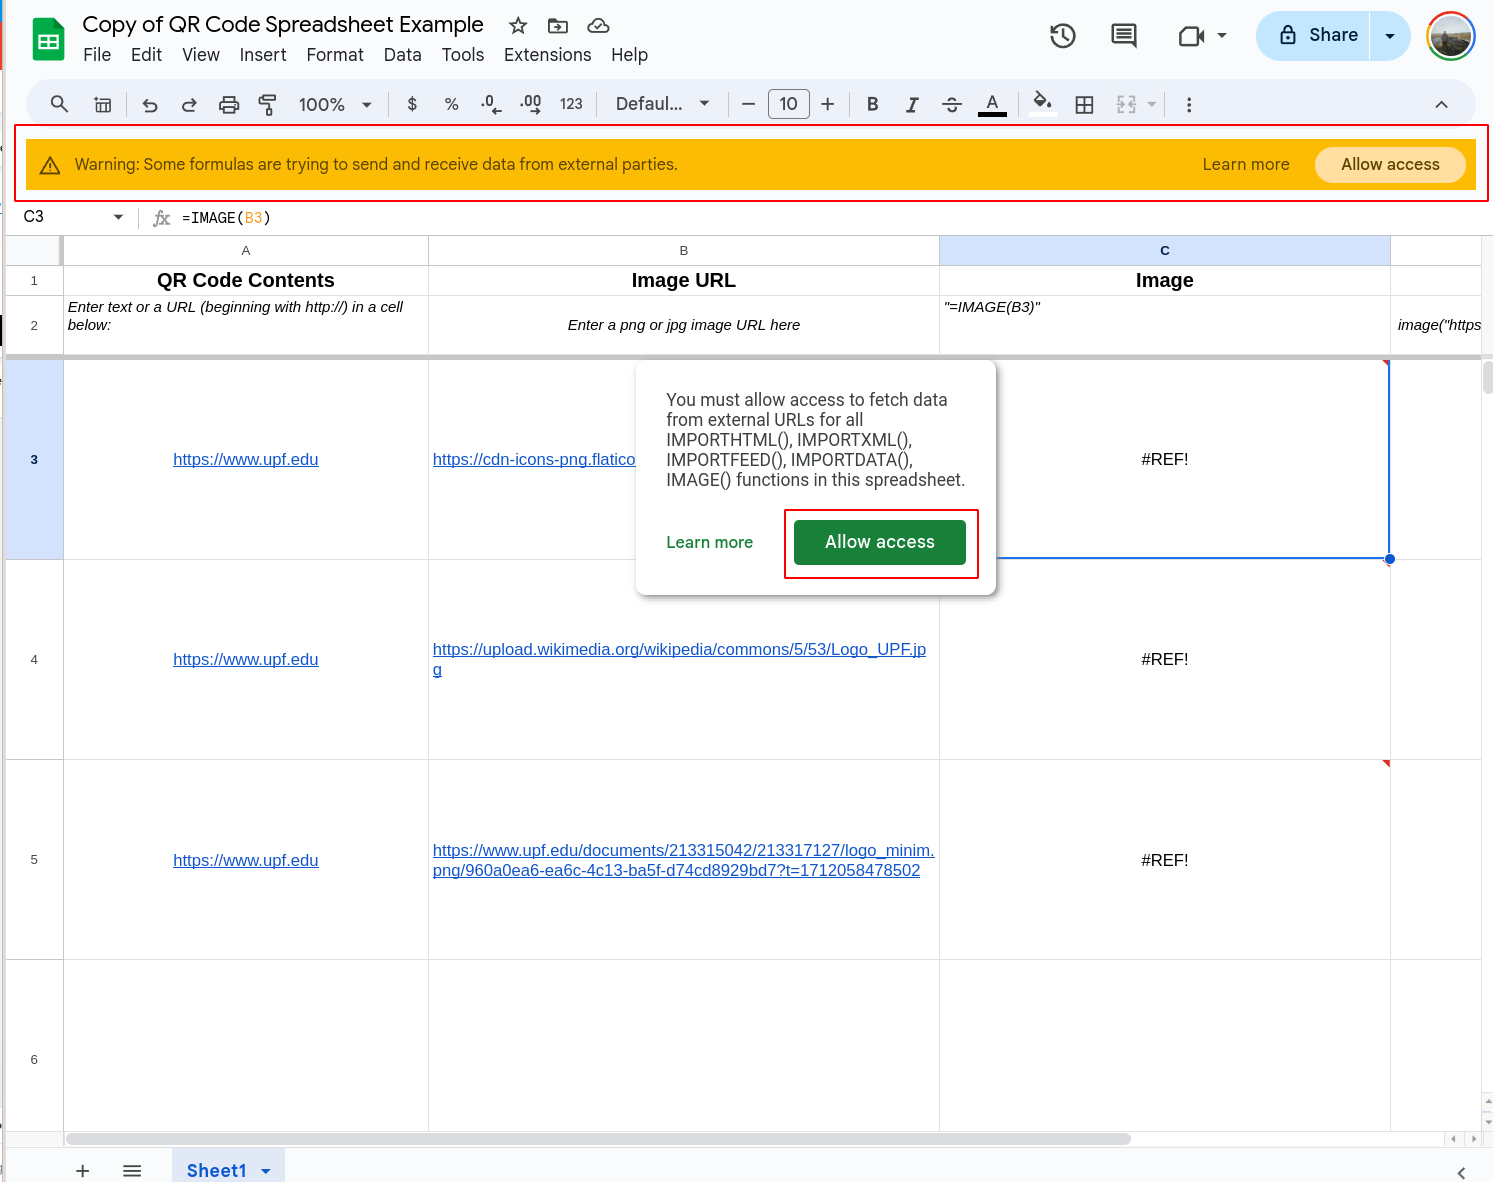 Copy of QR Code Spreadsheet Example
File Edit View Insert Format Data Tools Extensions Help
Share
100% $ % .0 .00 123 Defaul... 10 B I S A
Warning: Some formulas are trying to send and receive data from external parties. Learn more Allow access
C3 fx =IMAGE(B3)
A B C
1 QR Code Contents Image URL Image
2 Enter text or a URL (beginning with http://) in a cell
below:
Enter a png or jpg image URL here
"=IMAGE(B3)"
image("https
You must allow access to fetch data
from external URLs for all
IMPORTHTML(), IMPORTXML(),
IMPORTFEED(), IMPORTDATA(),
IMAGE() functions in this spreadsheet.
Learn more Allow access
3 https://www.upf.edu https://cdn-icons-png.flatico #REF!
4 https://www.upf.edu
https://upload.wikimedia.org/wikipedia/commons/5/53/Logo_UPF.jp
g
#REF!
5 https://www.upf.edu
https://www.upf.edu/documents/213315042/213317127/logo_minim.
png/960a0ea6-ea6c-4c13-ba5f-d74cd8929bd7?t=1712058478502
#REF!
6
Sheet1